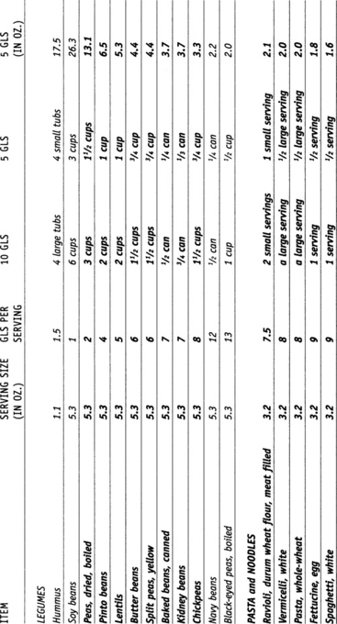 ITEM SERVING SIZE (IN OZ.) GLS PER SERVING 10 GLS 5 GLS 5 GLS (IN OZ.)
LEGUMES
Hummus 1.1 1.5 4 large tubs 4 small tubs 17.5
Soy beans 5.3 1 6 cups 3 cups 26.3
Peas, dried, boiled 5.3 2 3 cups 1½ cups 13.1
Pinto beans 5.3 4 2 cups 1 cup 6.5
Lentils 5.3 5 2 cups 1 cup 5.3
Butter beans 5.3 6 1½ cups ¾ cup 4.4
Split peas, yellow 5.3 6 1½ cups ¾ cup 4.4
Baked beans, canned 5.3 7 ½ can ¼ can 3.7
Kidney beans 5.3 7 ¾ can ⅓ can 3.7
Chickpeas 5.3 8 1½ cups ¾ cup 3.3
Navy beans 5.3 12 ½ can ¼ can 2.2
Black-eyed peas, boiled 5.3 13 1 cup ½ cup 2.0
PASTA and NOODLES
Ravioli, durum wheat flour, meat filled 3.2 7.5 2 small servings 1 small serving 2.1
Vermicelli, white 3.2 8 a large serving ½ large serving 2.0
Pasta, whole-wheat 3.2 8 a large serving ½ large serving 2.0
Fettucine, egg 3.2 9 1 serving ½ serving 1.8
Spaghetti, white 3.2 9 1 serving ½ serving 1.6